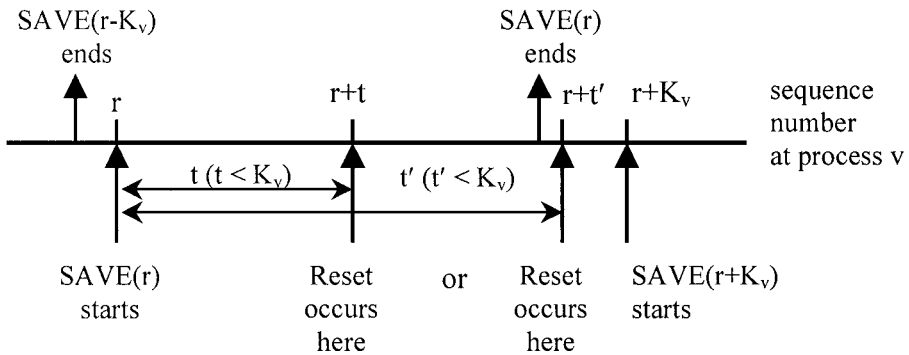 SAVE(r-Kv)
ends
SAVE(r)
ends
r
r+t
r+t′
r+Kv
sequence
number
at process v
t (t < Kv)
t′ (t′ < Kv)
SAVE(r)
starts
Reset
occurs
here
or
Reset
occurs
here
SAVE(r+Kv)
starts